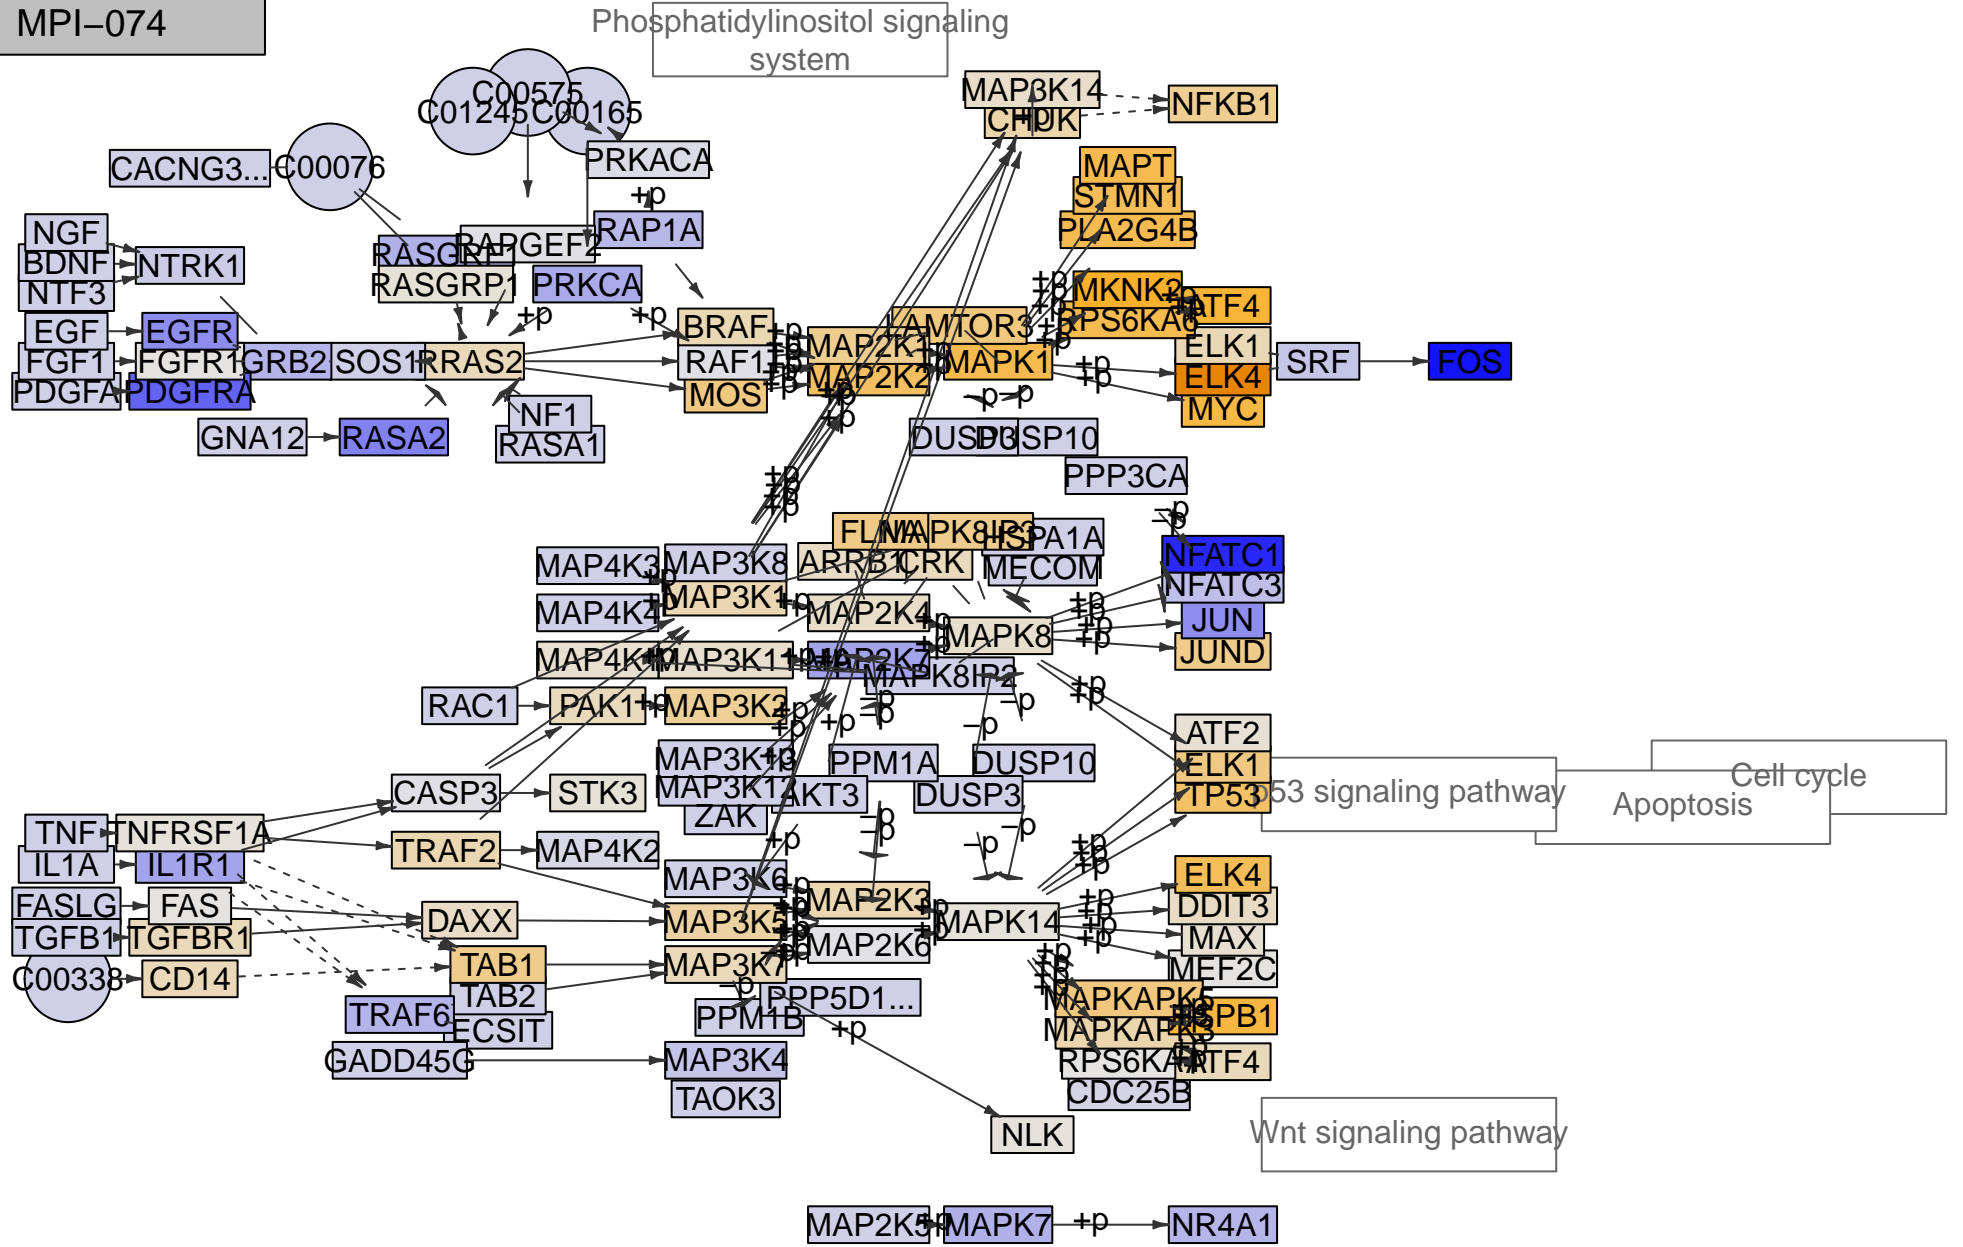 MPI−074
Phosphatidylinositol signaling
system
C00575
C01245
C00165
MAP3K14
NFKB1
CHUK
+p
CACNG3...
C00076
PRKACA
MAPT
+p
STMN1
NGF
RAP1A
PLA2G4B
RAPGEF2
BDNF
NTRK1
RASGRP1
PRKCA
MKNK2
ATF4
NTF3
+p
+p
BRAF
LAMTOR3
RPS6KA6
EGF
EGFR
MAP2K1
ELK1
FGF1
FGFR1
GRB2
SOS1
RRAS2
RAF1
MAPK1
SRF
FOS
PDGFA
PDGFRA
MOS
MAP2K2
+p
ELK4
MYC
NF1
−p
−p
GNA12
RASA2
RASA1
DUSP3
DUSP10
PPP3CA
+p
+p
−p
−p
FLNA
MAPK8IP3
HSPA1A
NFATC1
MAP4K3
MAP3K8
ARRB1
CRK
MECOM
NFATC3
MAP4K4
MAP3K1
+p
MAP2K4
+p
MAPK8
+p
+p
JUN
JUND
MAP3K11
MAP2K7
MAPK8IP2
RAC1
PAK1
+p
MAP3K2
+p
+p
+p
−p
−p
−p
+p
ATF2
MAP3K13
PPM1A
DUSP10
ELK1
Cell cycle
CASP3
STK3
MAP3K12
AKT3
DUSP3
TP53
p53 signaling pathway
Apoptosis
ZAK
TNF
TNFRSF1A
−p
−p
−p
−p
+p
TRAF2
MAP4K2
IL1A
IL1R1
MAP3K6
ELK4
FASLG
FAS
MAP2K3
DDIT3
DAXX
MAP3K5
MAPK14
TGFB1
TGFBR1
MAP2K6
MAX
TAB1
MAP3K7
MEF2C
C00338
CD14
TAB2
−p
PPP5D1...
TRAF6
PPM1B
HSPB1
ECSIT
+p
GADD45G
MAP3K4
ATF4
TAOK3
CDC25B
NLK
Wnt signaling pathway
MAP2K5
+p
MAPK7
+p
NR4A1